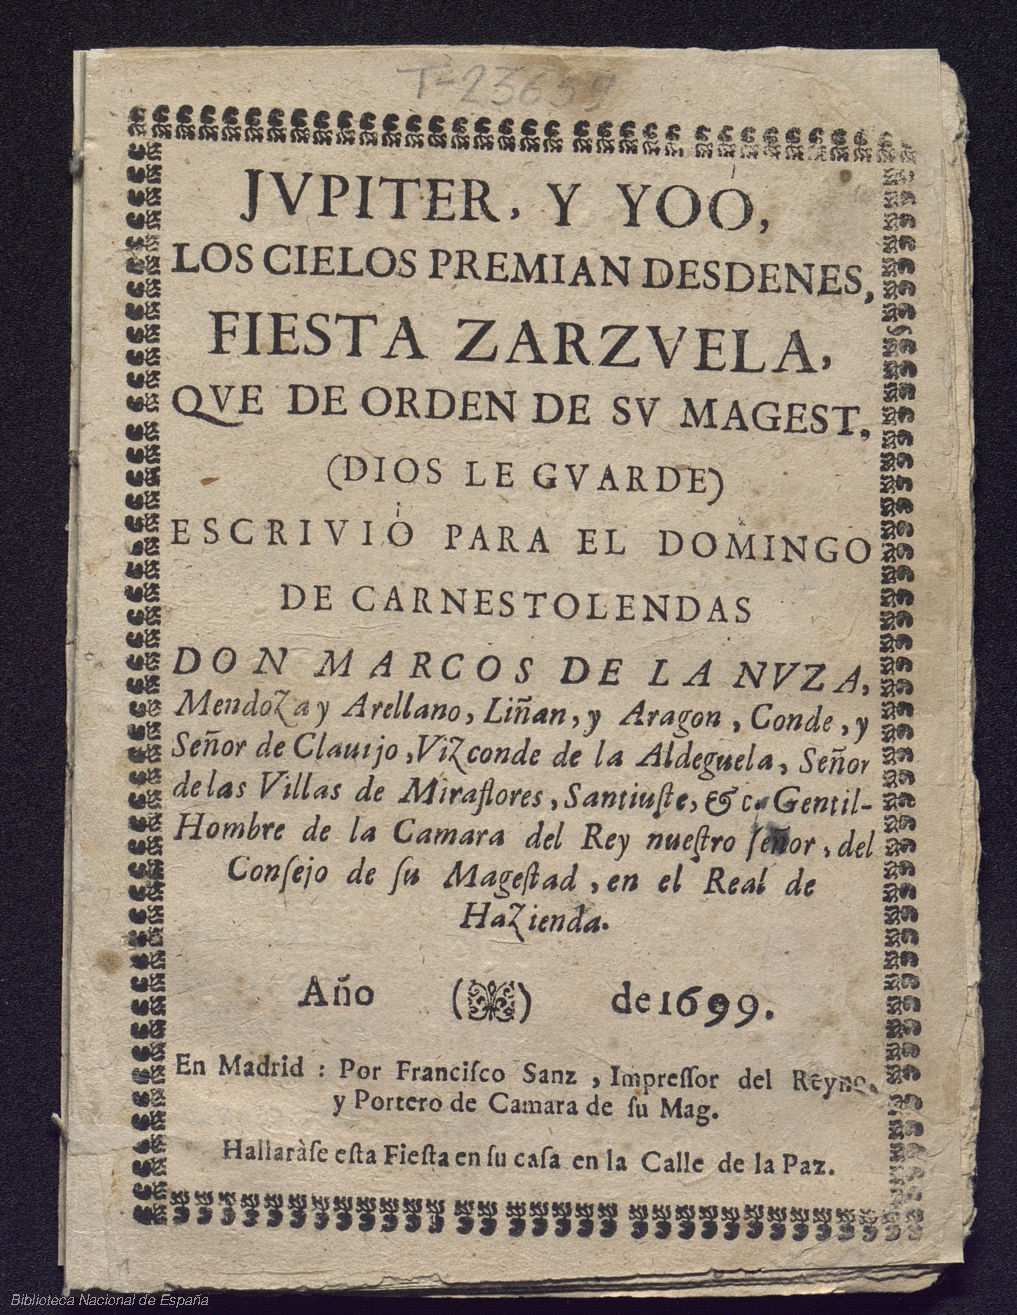 T-23659
JVPITER, Y YOO,
LOS CIELOS PREMIAN DESDENES,
FIESTA ZARZVELA,
QVE DE ORDEN DE SV MAGEST.
(DIOS LE GVARDE)
ESCRIVIÒ PARA EL DOMINGO
DE CARNESTOLENDAS
DON MARCOS DE LA NVZA,
Mendoza y Arellano, Liñan, y Aragon, Conde, y
Señor de Clauijo, Vizconde de la Aldeguela, Señor
de las Villas de Miraflores, Santiuſte, & c. Gentil-
Hombre de la Camara del Rey nueſtro ſeñor, del
Conſejo de ſu Mageſtad, en el Real de
Hazienda.
Año ( ) de 1699.
En Madrid : Por Franciſco Sanz, Impreſſor del Reyno,
y Portero de Camara de ſu Mag.
Hallaràſe eſta Fieſta en ſu caſa en la Calle de la Paz.
1
Biblioteca Nacional de España